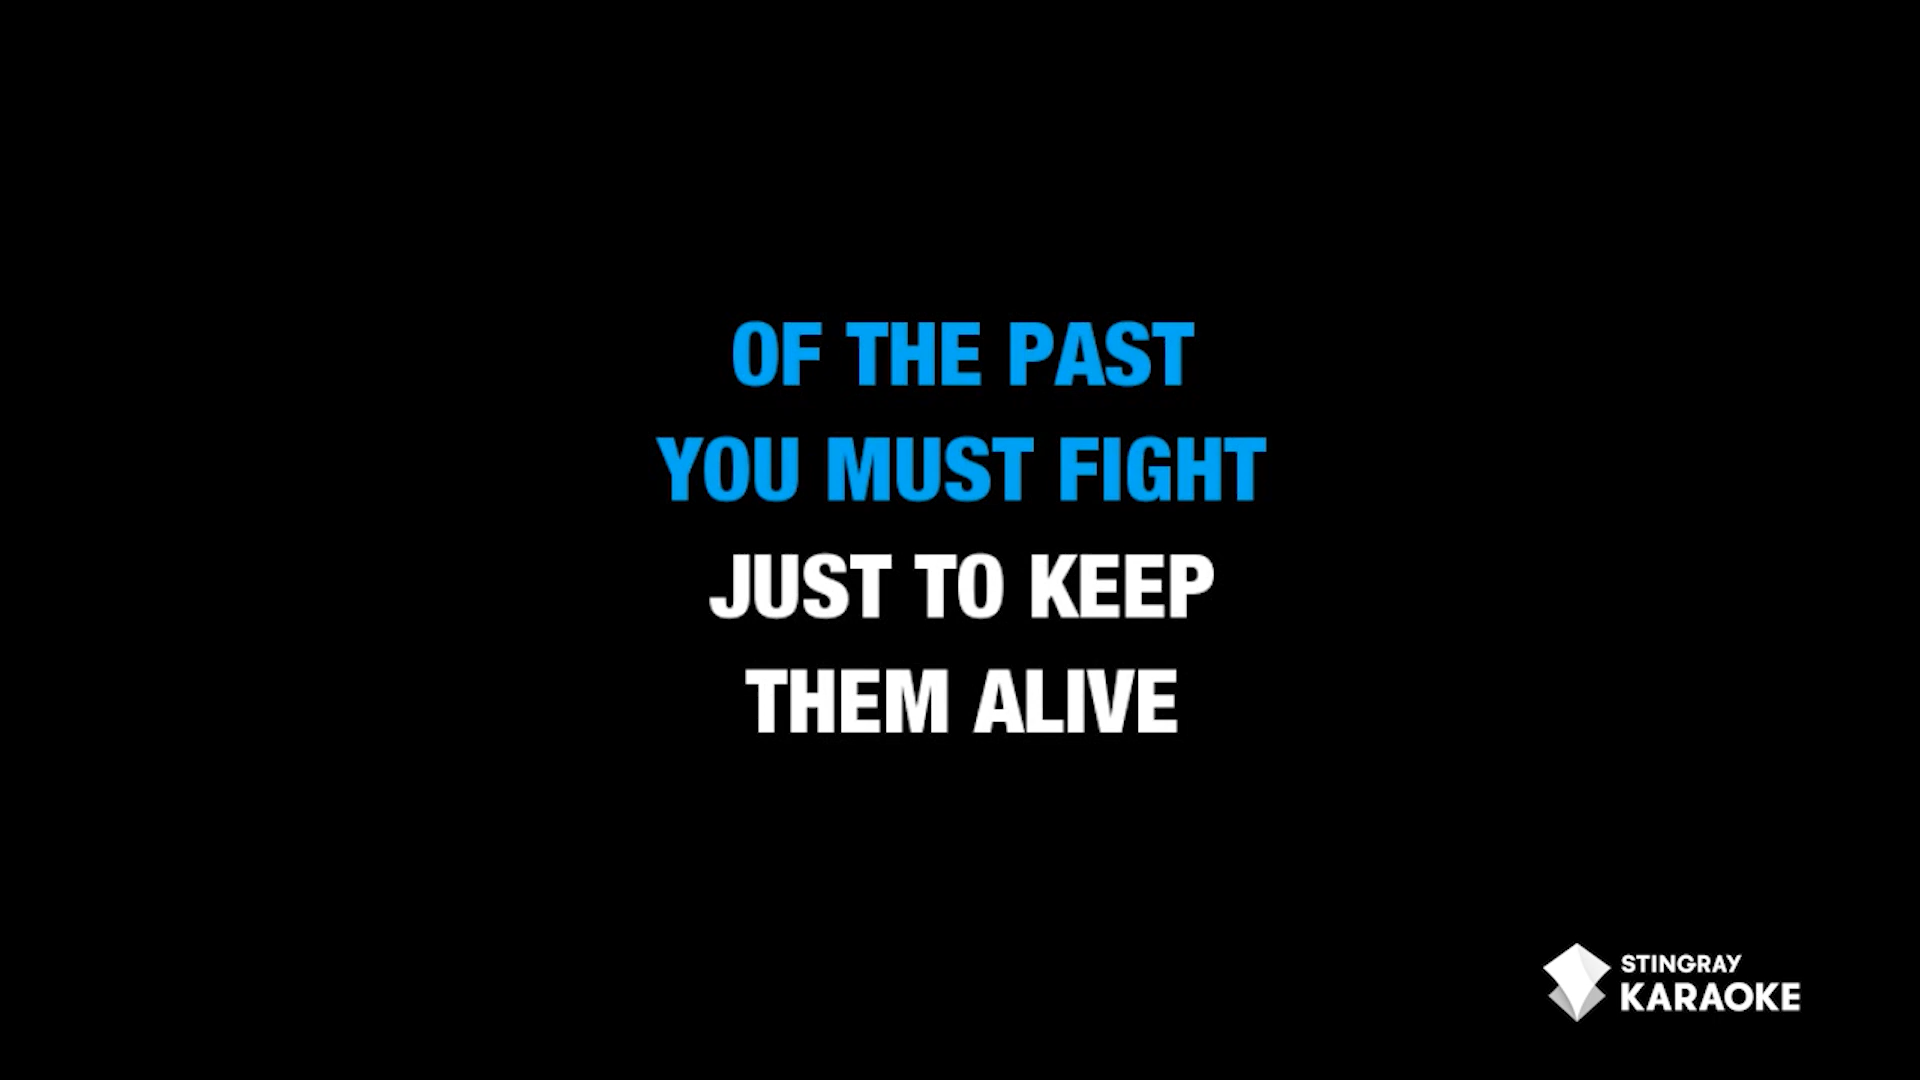 OF THE PAST
YOU MUST FIGHT
JUST TO KEEP
THEM ALIVE
STINGRAY
KARAOKE